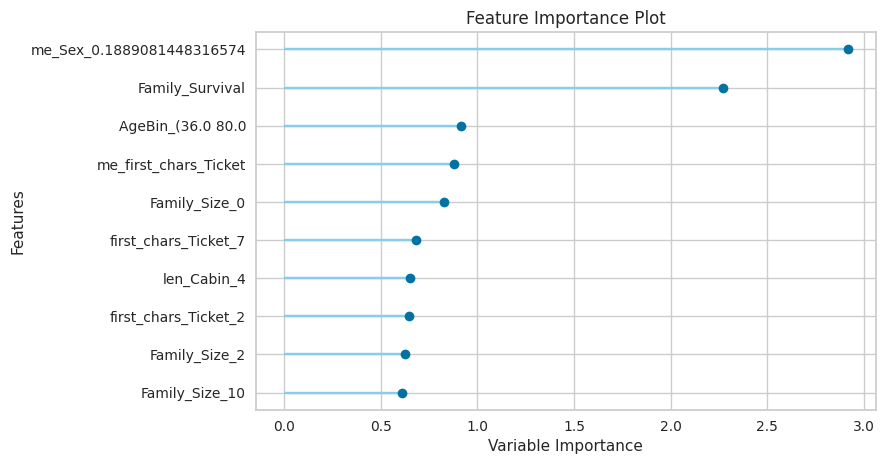 Feature Importance Plot
me_Sex_0.1889081448316574
Family_Survival
AgeBin_(36.0 80.0
me_first_chars_Ticket
Family_Size_0
first_chars_Ticket_7
len_Cabin_4
first_chars_Ticket_2
Family_Size_2
Family_Size_10
Features
0.0 0.5 1.0 1.5 2.0 2.5 3.0
Variable Importance